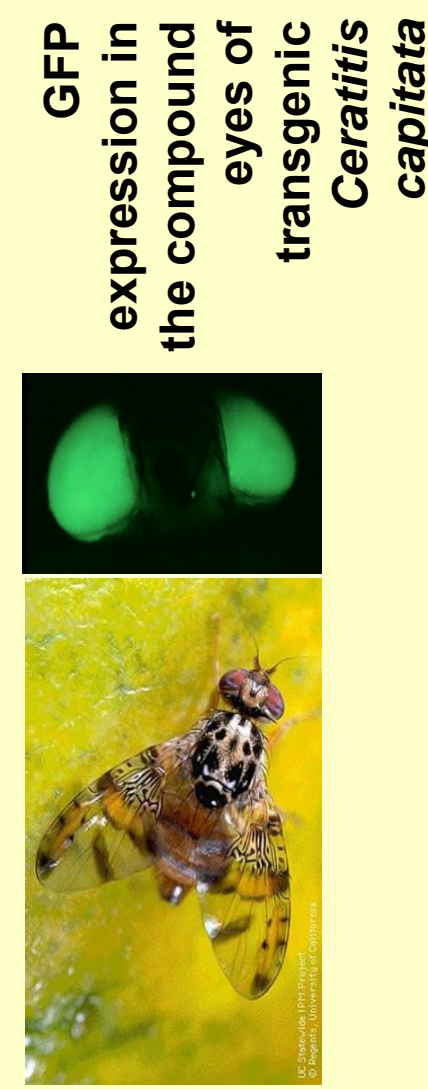 GFP
expression in
the compound
eyes of
transgenic
Ceratitis
capitata
UC Statewide IPM Project
© Regents, University of California